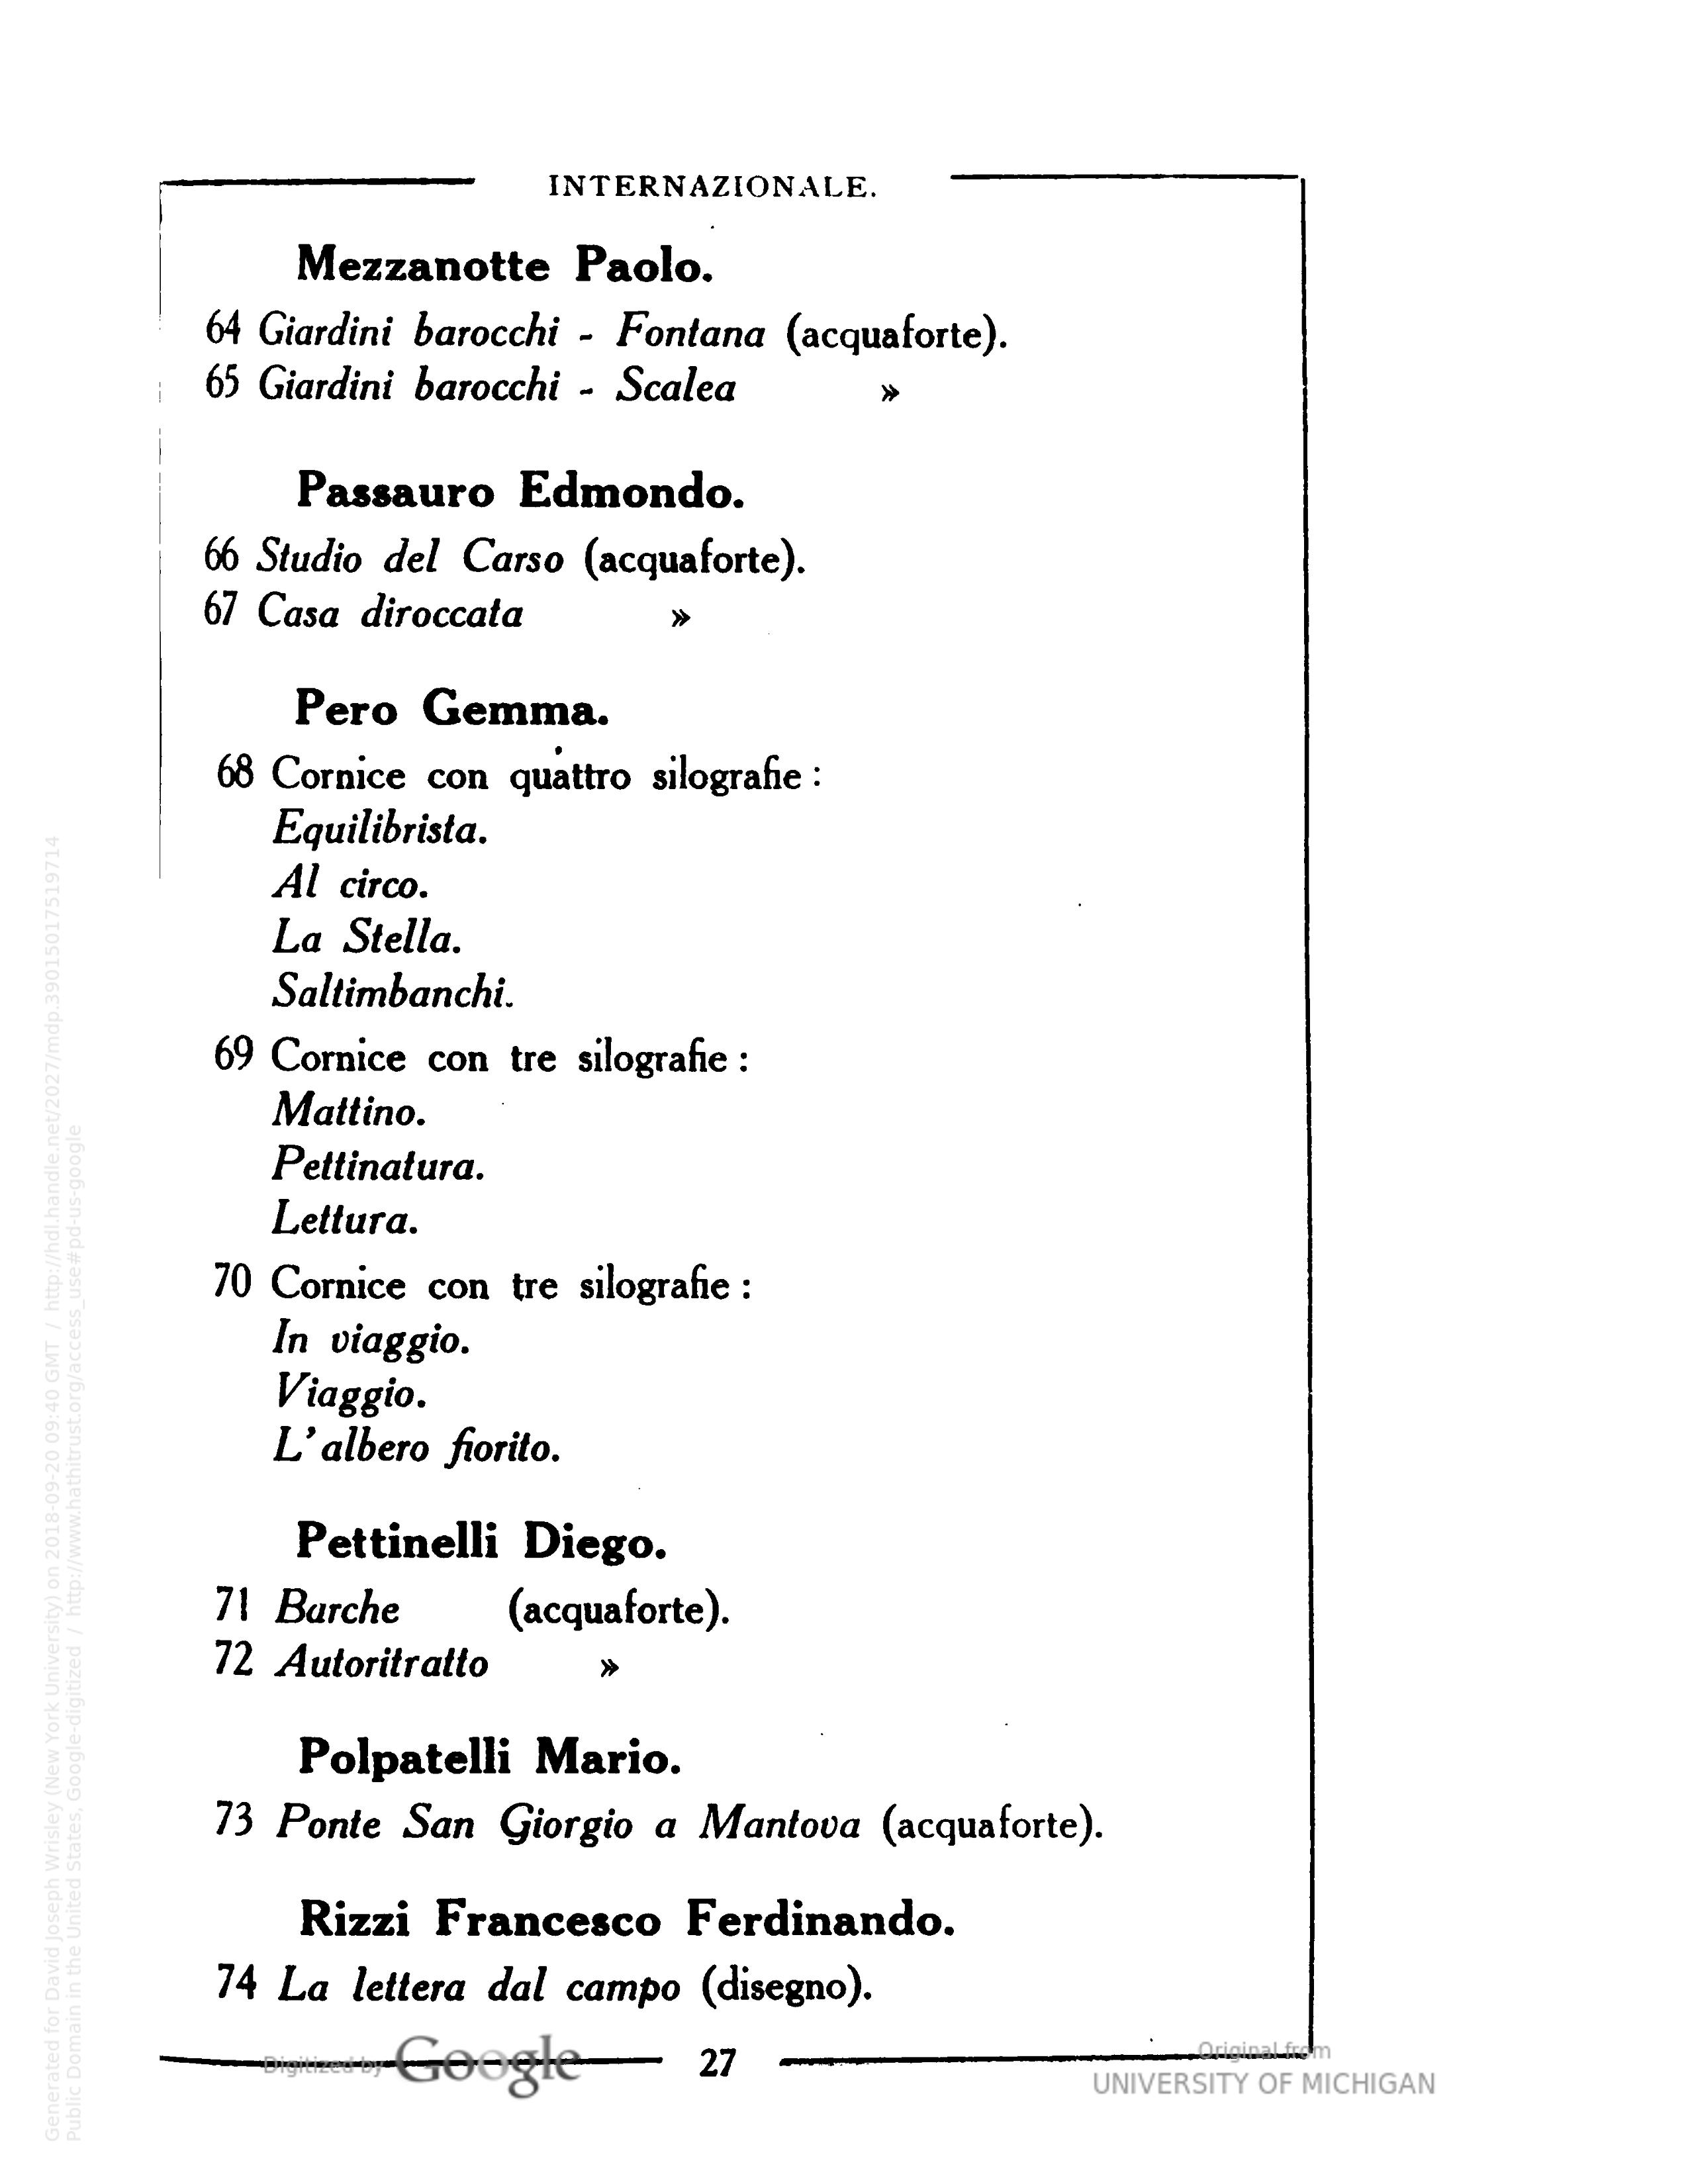 INTERNAZIONALE.
Mezzanotte Paolo.
64 Giardini barocchi - Fontana (acquaforte).
65 Giardini barocchi - Scalea »
Passauro Edmondo.
66 Studio del Carso (acquaforte).
67 Casa diroccata »
Pero Gemma.
68 Cornice con quattro silografie :
Equilibrista.
Al circo.
La Stella.
Saltimbanchi.
69 Cornice con tre silografie :
Mattino.
Pettinatura.
Lettura.
70 Cornice con tre silografie :
In viaggio.
Viaggio.
L' albero fiorito.
Pettinelli Diego.
71 Barche (acquaforte).
72 Autoritratto »
Polpatelli Mario.
73 Ponte San Giorgio a Mantova (acquaforte).
Rizzi Francesco Ferdinando.
74 La lettera dal campo (disegno).
27
Digitized by Google
Original from
UNIVERSITY OF MICHIGAN
Generated for David Joseph Wrisley (New York University) on 2018-09-20 09:40 GMT / http://hdl.handle.net/2027/mdp.39015017519714
Public Domain in the United States, Google-digitized / http://www.hathitrust.org/access_use#pd-us-google